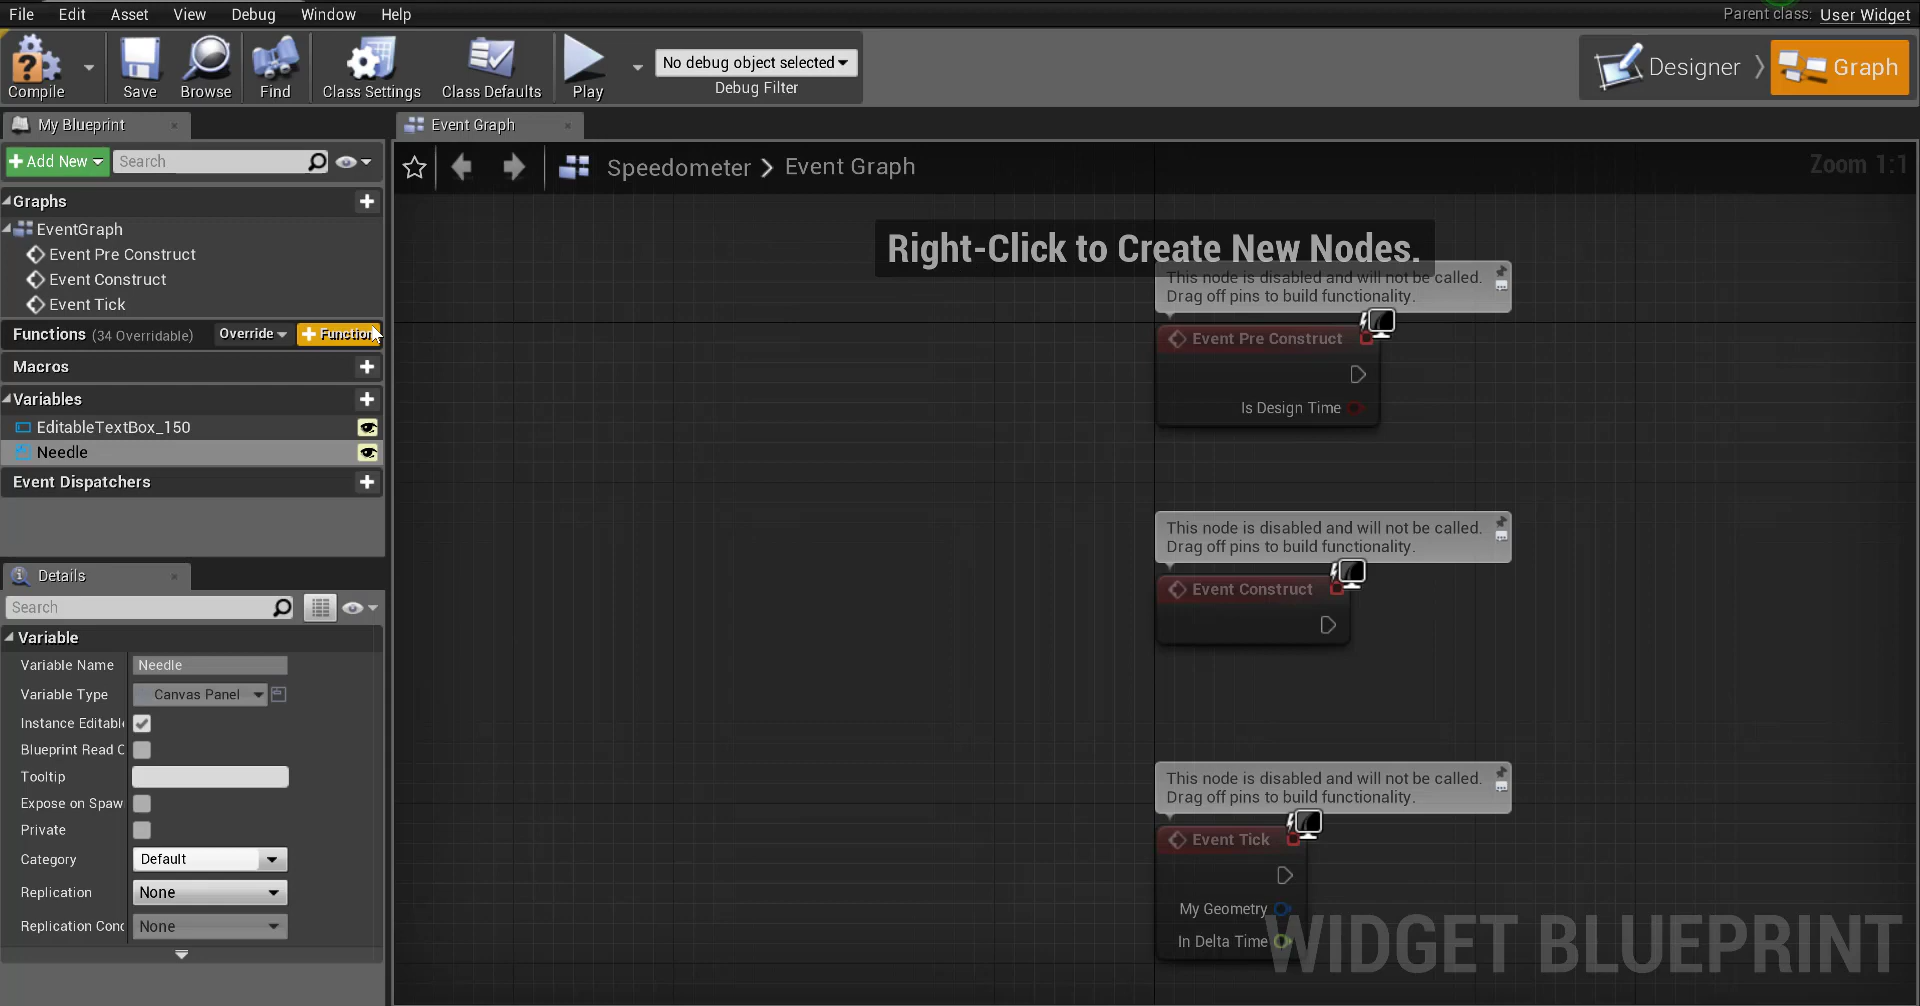 File Edit Asset View Debug Window Help
Parent class: User Widget
Compile Save Browse Find Class Settings Class Defaults Play
No debug object selected
Debug Filter
Designer Graph
My Blueprint
Add New Search
Graphs
EventGraph
Event Pre Construct
Event Construct
Event Tick
Functions (34 Overridable) Override Function
Macros
Variables
EditableTextBox_150
Needle
Event Dispatchers
Details
Search
Variable
Variable Name Needle
Variable Type Canvas Panel
Instance Editabl
Blueprint Read C
Tooltip
Expose on Spaw
Private
Category Default
Replication None
Replication Conc None
Event Graph
Speedometer Event Graph
Zoom 1:1
Right-Click to Create New Nodes.
This node is disabled and will not be called.
Drag off pins to build functionality.
Event Pre Construct
Is Design Time
This node is disabled and will not be called.
Drag off pins to build functionality.
Event Construct
This node is disabled and will not be called.
Drag off pins to build functionality.
Event Tick
My Geometry
In Delta Time
WIDGET BLUEPRINT